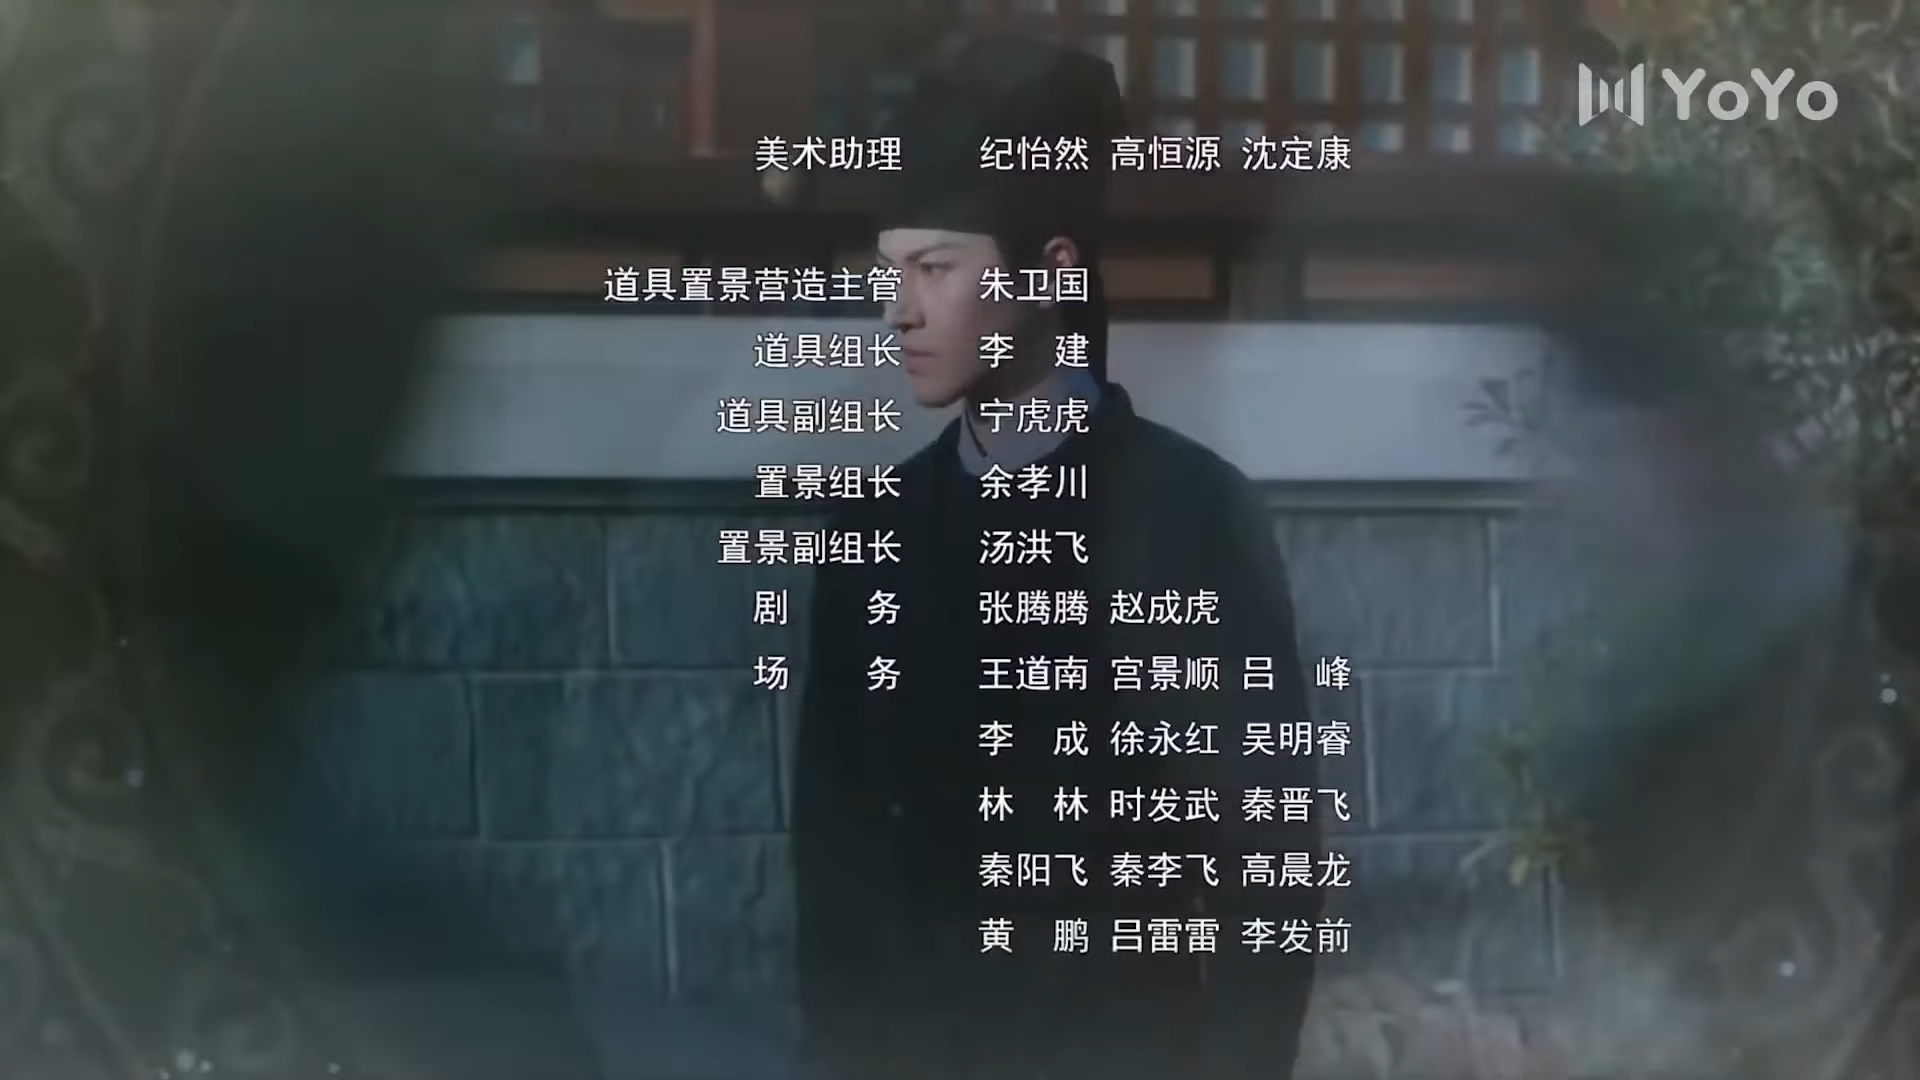 YoYo
美术助理 纪怡然 高恒源 沈定康
道具置景营造主管 朱卫国
道具组长 李 建
道具副组长 宁虎虎
置景组长 余孝川
置景副组长 汤洪飞
剧 务 张腾腾 赵成虎
场 务 王道南 宫景顺 吕 峰
李 成 徐永红 吴明睿
林 林 时发武 秦晋飞
秦阳飞 秦李飞 高晨龙
黄 鹏 吕雷雷 李发前